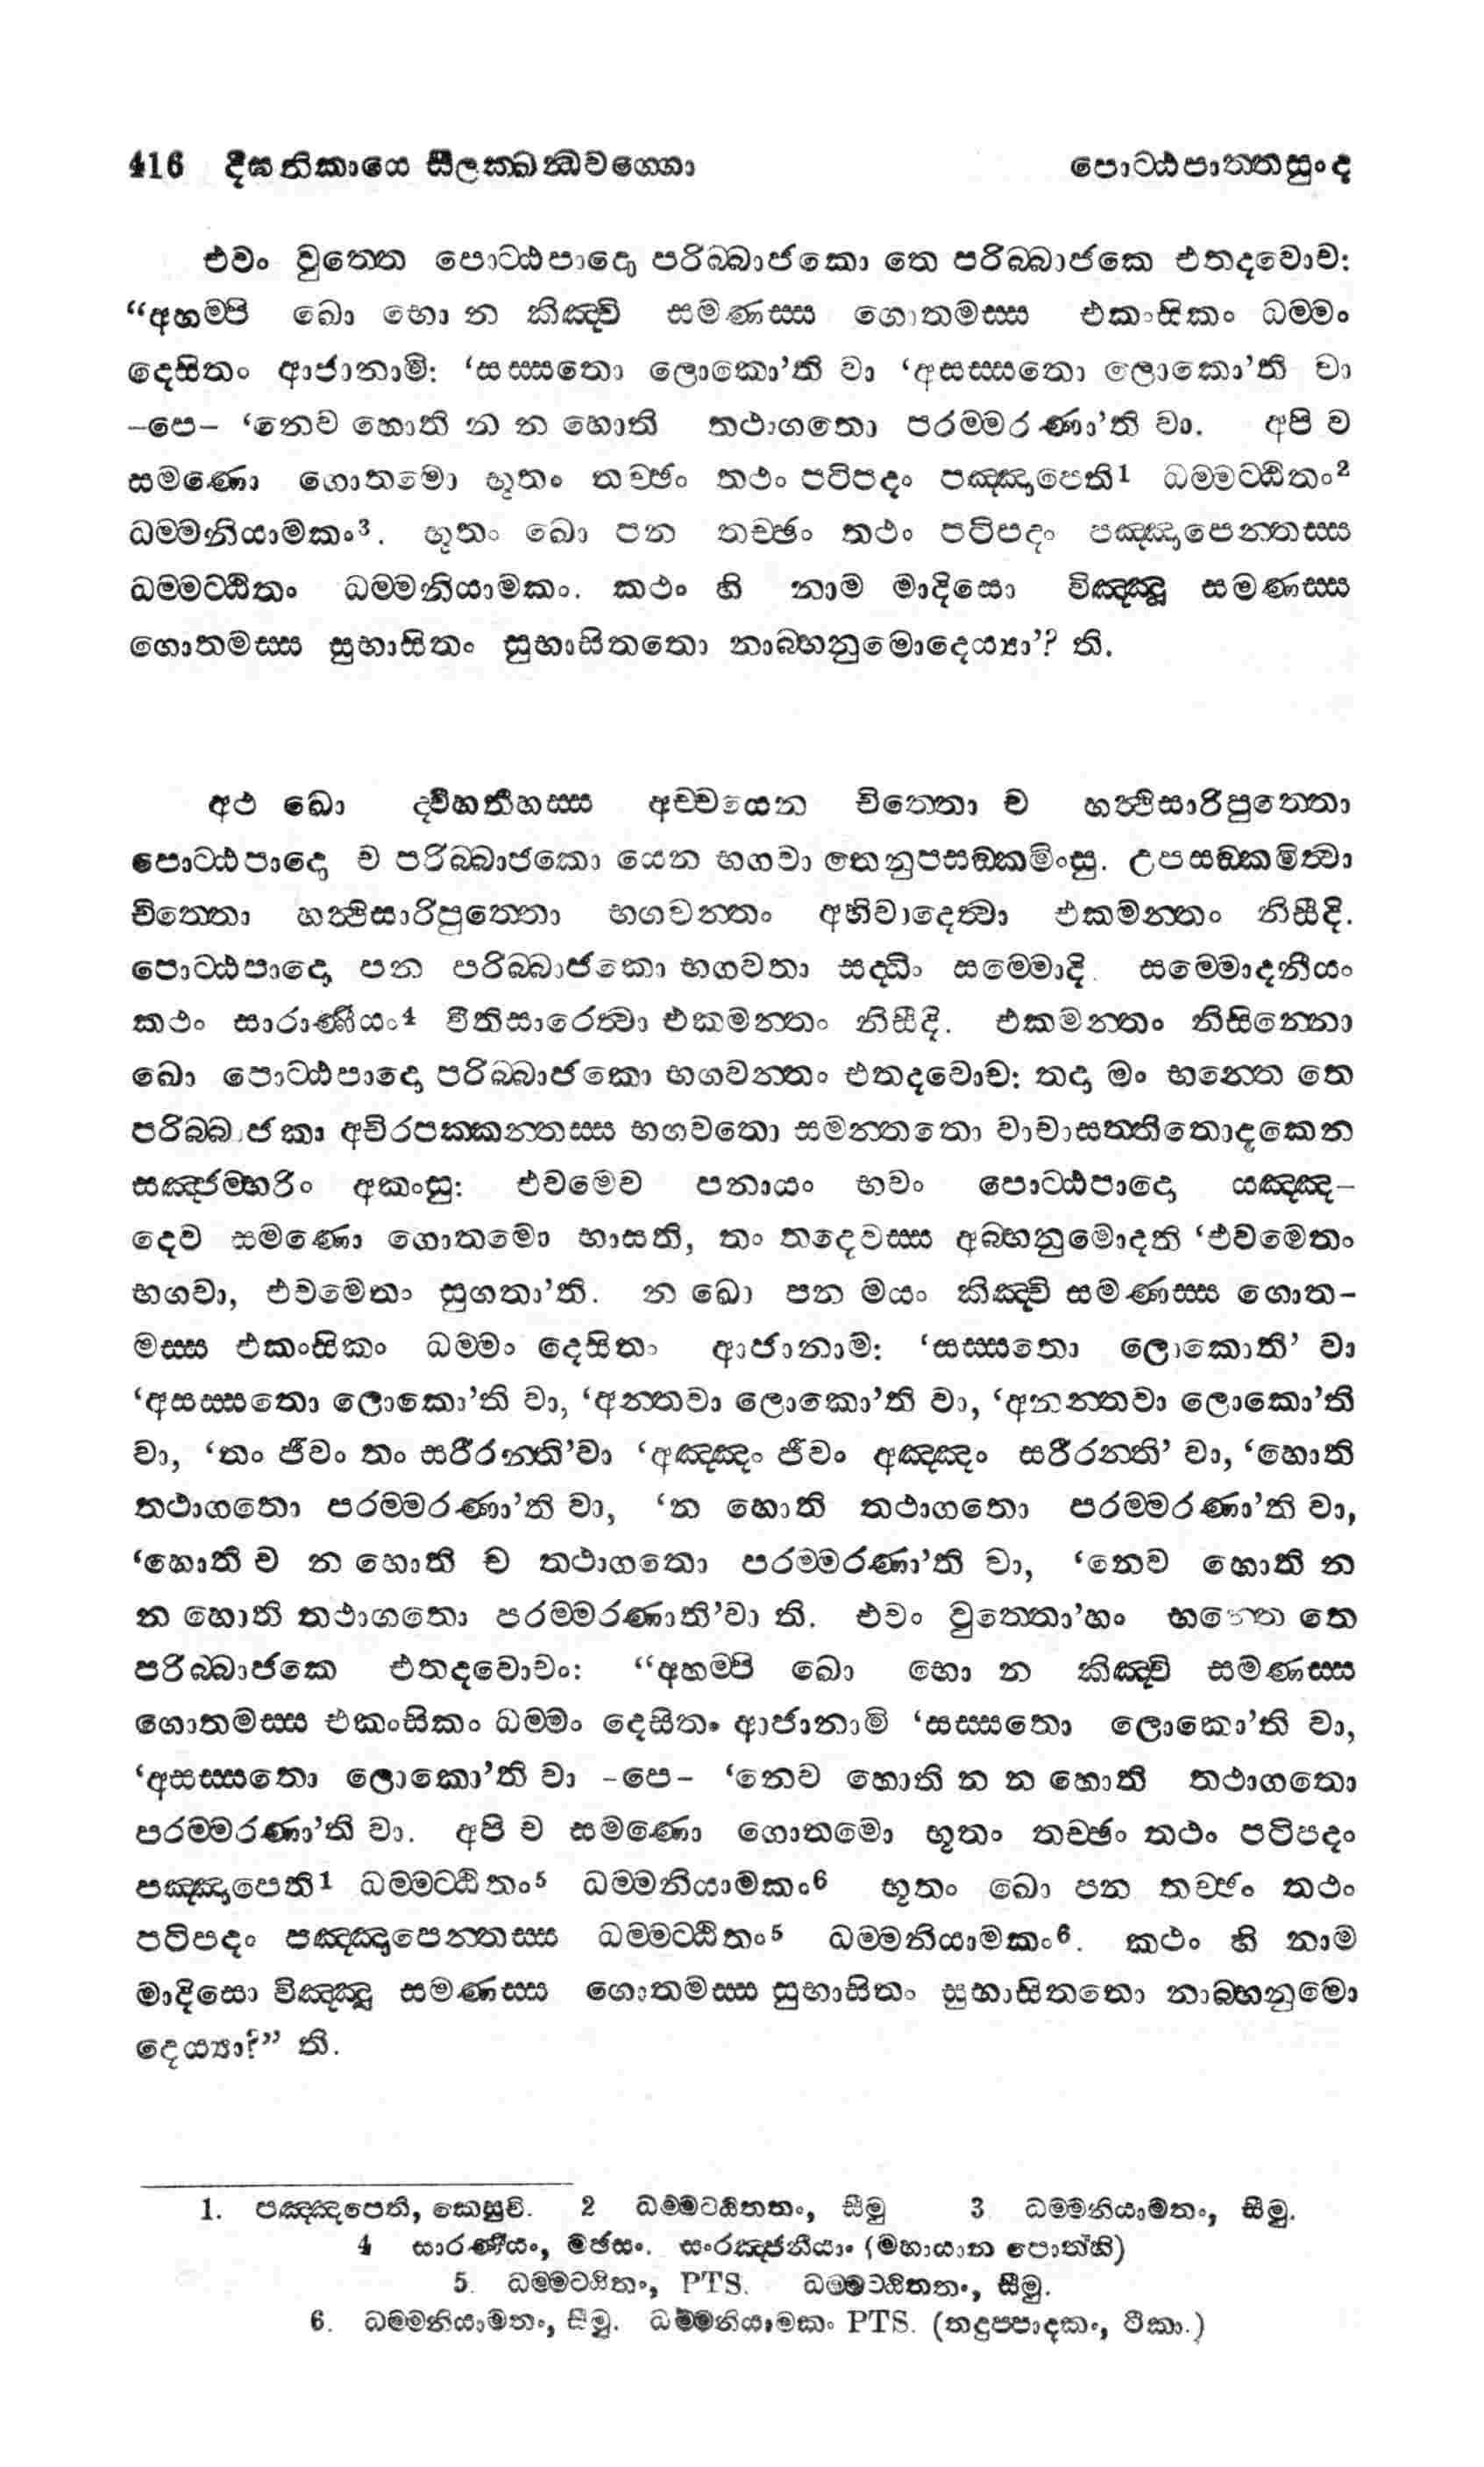 416 දීඝනිකායෙ සීලක්ඛන්ධවග්ගො පොට්ඨපාත්තසුංද
එවං වුත්තෙ පොට්ඨපාදො පරිබ්බාජකො තෙ පරිබ්බාජකෙ එතදවොච:
“අහම්පි ඛො භො න කිඤ්චි සමණස්ස ගොතමස්ස එකංසිකං ධම්මං
දෙසිතං ආජානාමි: ‘සස්සතො ලොකො’ති වා ‘අසස්සතො ලොකො’ති වා
–පෙ– ‘නෙව හොති න න හොති තථාගතො පරම්මරණා’ති වා. අපි ච
සමණො ගොතමො භූතං තච්ඡං තථං පටිපදං පඤ්ඤාපෙති1 ධම්මට්ඨිතං2
ධම්මනියාමකං3. භූතං ඛො පන තච්ඡං තථං පටිපදං පඤ්ඤාපෙන්තස්ස
ධම්මට්ඨිතං ධම්මනියාමකං. කථං හි නාම මාදිසො විඤ්ඤූ සමණස්ස
ගොතමස්ස සුභාසිතං සුභාසිතතො නාබ්භනුමොදෙය්‍යා’? ති.
අථ ඛො ද්වීහතීහස්ස අච්චයෙන චිත්තො ච හත්ථිසාරිපුත්තො
පොට්ඨපාදො ච පරිබ්බාජකො යෙන භගවා තෙනුපසඞ්කමිංසු. උපසඞ්කමිත්වා
චිත්තො හත්ථිසාරිපුත්තො භගවන්තං අභිවාදෙත්වා එකමන්තං නිසීදි.
පොට්ඨපාදො පන පරිබ්බාජකො භගවතා සද්ධිං සම්මොදි. සම්මොදනීයං
කථං සාරාණීයං4 වීතිසාරෙත්වා එකමන්තං නිසීදි. එකමන්තං නිසින්නො
ඛො පොට්ඨපාදො පරිබ්බාජකො භගවන්තං එතදවොච: තදා මං භන්තෙ තෙ
පරිබ්බාජකා අචිරපක්කන්තස්ස භගවතො සමන්තතො වාචාසත්තිතොදකෙන
සඤ්ජම්භරිං අකංසු: එවමෙව පනායං භවං පොට්ඨපාදො යඤ්ඤ–
දෙව සමණො ගොතමො භාසති, තං තදෙවස්ස අබ්භනුමොදති ‘එවමෙතං
භගවා, එවමෙතං සුගතා’ති. න ඛො පන මයං කිඤ්චි සමණස්ස ගොත–
මස්ස එකංසිකං ධම්මං දෙසිතං ආජානාම: ‘සස්සතො ලොකොති’ වා
‘අසස්සතො ලොකො’ති වා, ‘අන්තවා ලොකො’ති වා, ‘අනන්තවා ලොකො’ති
වා, ‘තං ජීවං තං සරීරන්ති’වා ‘අඤ්ඤං ජීවං අඤ්ඤං සරීරන්ති’ වා, ‘හොති
තථාගතො පරම්මරණා’ති වා, ‘න හොති තථාගතො පරම්මරණා’ති වා,
‘හොති ච න හොති ච තථාගතො පරම්මරණා’ති වා, ‘නෙව හොති න
න හොති තථාගතො පරම්මරණාති’වා ති. එවං වුත්තො’හං භන්තෙ තෙ
පරිබ්බාජකෙ එතදවොචං: “අහම්පි ඛො භො න කිඤ්චි සමණස්ස
ගොතමස්ස එකංසිකං ධම්මං දෙසිතං ආජානාමි ‘සස්සතො ලොකො’ති වා,
‘අසස්සතො ලොකො’ති වා –පෙ– ‘නෙව හොති න න හොති තථාගතො
පරම්මරණා’ති වා. අපි ච සමණො ගොතමො භූතං තච්ඡං තථං පටිපදං
පඤ්ඤාපෙති1 ධම්මට්ඨිතං5 ධම්මනියාමකං6 භූතං ඛො පන තච්ඡං තථං
පටිපදං පඤ්ඤාපෙන්තස්ස ධම්මට්ඨිතං5 ධම්මනියාමකං6. කථං හි නාම
මාදිසො විඤ්ඤූ සමණස්ස ගොතමස්ස සුභාසිතං සුභාසිතතො නාබ්භනුමො
දෙය්‍යා?” ති.
1. පඤ්ඤපෙති, කෙසුචි. 2 ධම්මට්ඨිතතං, සීමු 3 ධම්මනියාමතං, සීමු.
4 සාරණීයං, මඡසං. සංරඤ්ජනීයාං (මහායාන පොත්හි)
5. ධම්මට්ඨිතං, PTS. ධම්මට්ඨිතතං, සීමු.
6. ධම්මනියාමතං, සීමු. ධම්මනියාමකං PTS. (තදුප්පාදකං, ටීකා.)